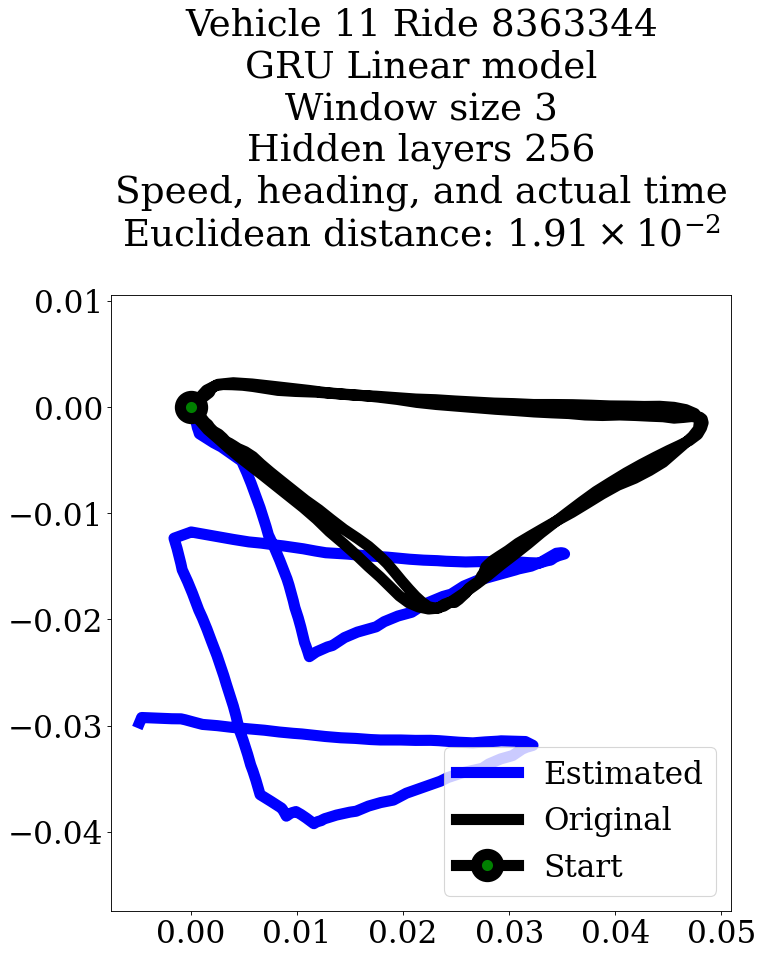 Vehicle 11 Ride 8363344
GRU Linear model
Window size 3
Hidden layers 256
Speed, heading, and actual time
Euclidean distance: 1.91 × 10⁻²
0.01
0.00
−0.01
−0.02
−0.03
−0.04
Estimated
Original
Start
0.00 0.01 0.02 0.03 0.04 0.05